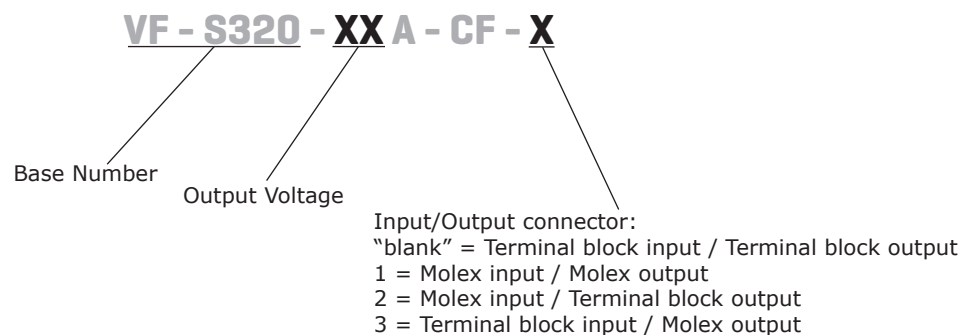 VF - S320 - XX A - CF - X
Base Number
Output Voltage
Input/Output connector:
“blank” = Terminal block input / Terminal block output
1 = Molex input / Molex output
2 = Molex input / Terminal block output
3 = Terminal block input / Molex output